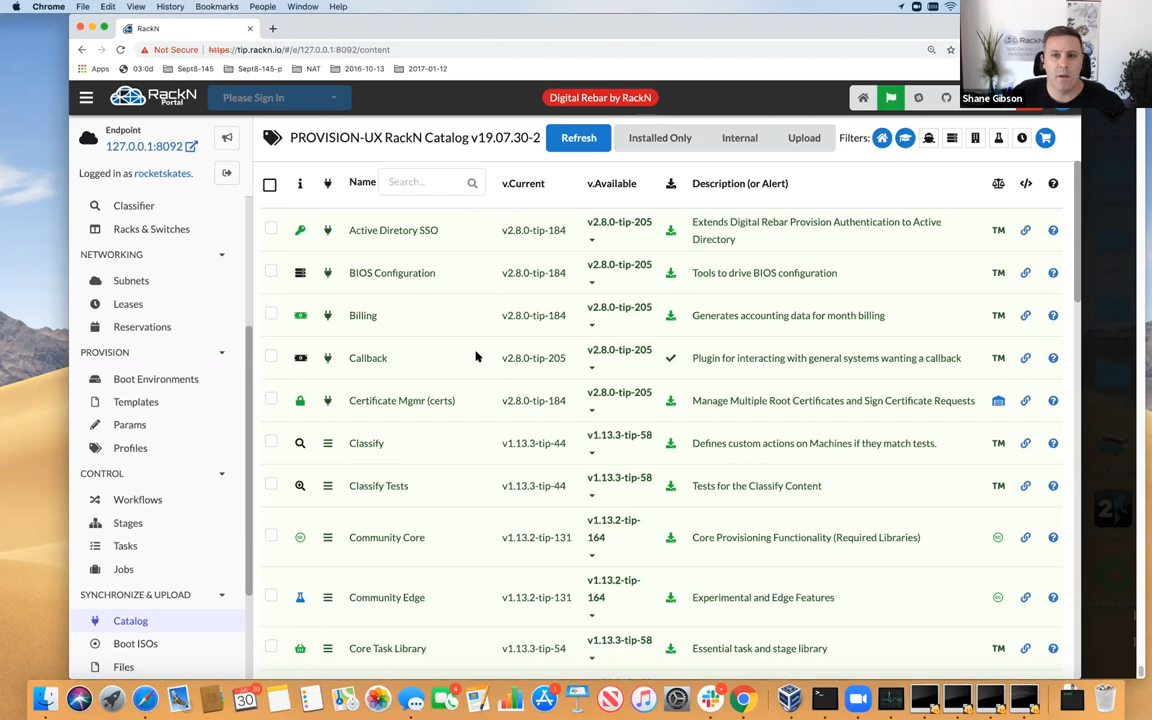 Chrome File Edit View History Bookmarks People Window Help
RackN
Not Secure https://tip.rackn.io/#/e/127.0.0.1:8092/content
Apps 03:0d Sept8-145 Sept8-145-p NAT 2016-10-13 2017-01-12
RackN Portal
Please Sign In
Digital Rebar by RackN
Shane Gibson
Endpoint
127.0.0.1:8092
Logged in as rocketskates.
PROVISION-UX RackN Catalog v19.07.30-2 Refresh Installed Only Internal Upload Filters:
Name Search... v.Current v.Available Description (or Alert)
Classifier
Racks & Switches
NETWORKING
Subnets
Leases
Reservations
PROVISION
Boot Environments
Templates
Params
Profiles
CONTROL
Workflows
Stages
Tasks
Jobs
SYNCHRONIZE & UPLOAD
Catalog
Boot ISOs
Files
Active Diretory SSO v2.8.0-tip-184 v2.8.0-tip-205 Extends Digital Rebar Provision Authentication to Active
Directory TM
BIOS Configuration v2.8.0-tip-184 v2.8.0-tip-205 Tools to drive BIOS configuration TM
Billing v2.8.0-tip-184 v2.8.0-tip-205 Generates accounting data for month billing TM
Callback v2.8.0-tip-205 v2.8.0-tip-205 Plugin for interacting with general systems wanting a callback TM
Certificate Mgmr (certs) v2.8.0-tip-184 v2.8.0-tip-205 Manage Multiple Root Certificates and Sign Certificate Requests
Classify v1.13.3-tip-44 v1.13.3-tip-58 Defines custom actions on Machines if they match tests. TM
Classify Tests v1.13.3-tip-44 v1.13.3-tip-58 Tests for the Classify Content TM
Community Core v1.13.2-tip-131 v1.13.2-tip-
164 Core Provisioning Functionality (Required Libraries)
Community Edge v1.13.2-tip-131 v1.13.2-tip-
164 Experimental and Edge Features
Core Task Library v1.13.3-tip-54 v1.13.3-tip-58 Essential task and stage library TM